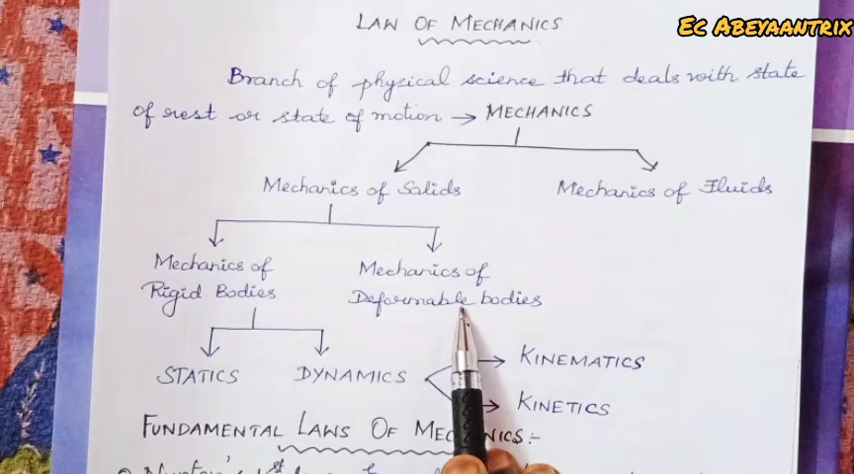 LAW OF MECHANICS
EC ABEYAANTRIX
Branch of physical science that deals with state
of rest or state of motion → MECHANICS
Mechanics of Solids
Mechanics of Fluids
Mechanics of
Rigid Bodies
Mechanics of
Deformable bodies
STATICS
DYNAMICS
KINEMATICS
KINETICS
FUNDAMENTAL LAWS OF MECHANICS:-
Newton's 1st